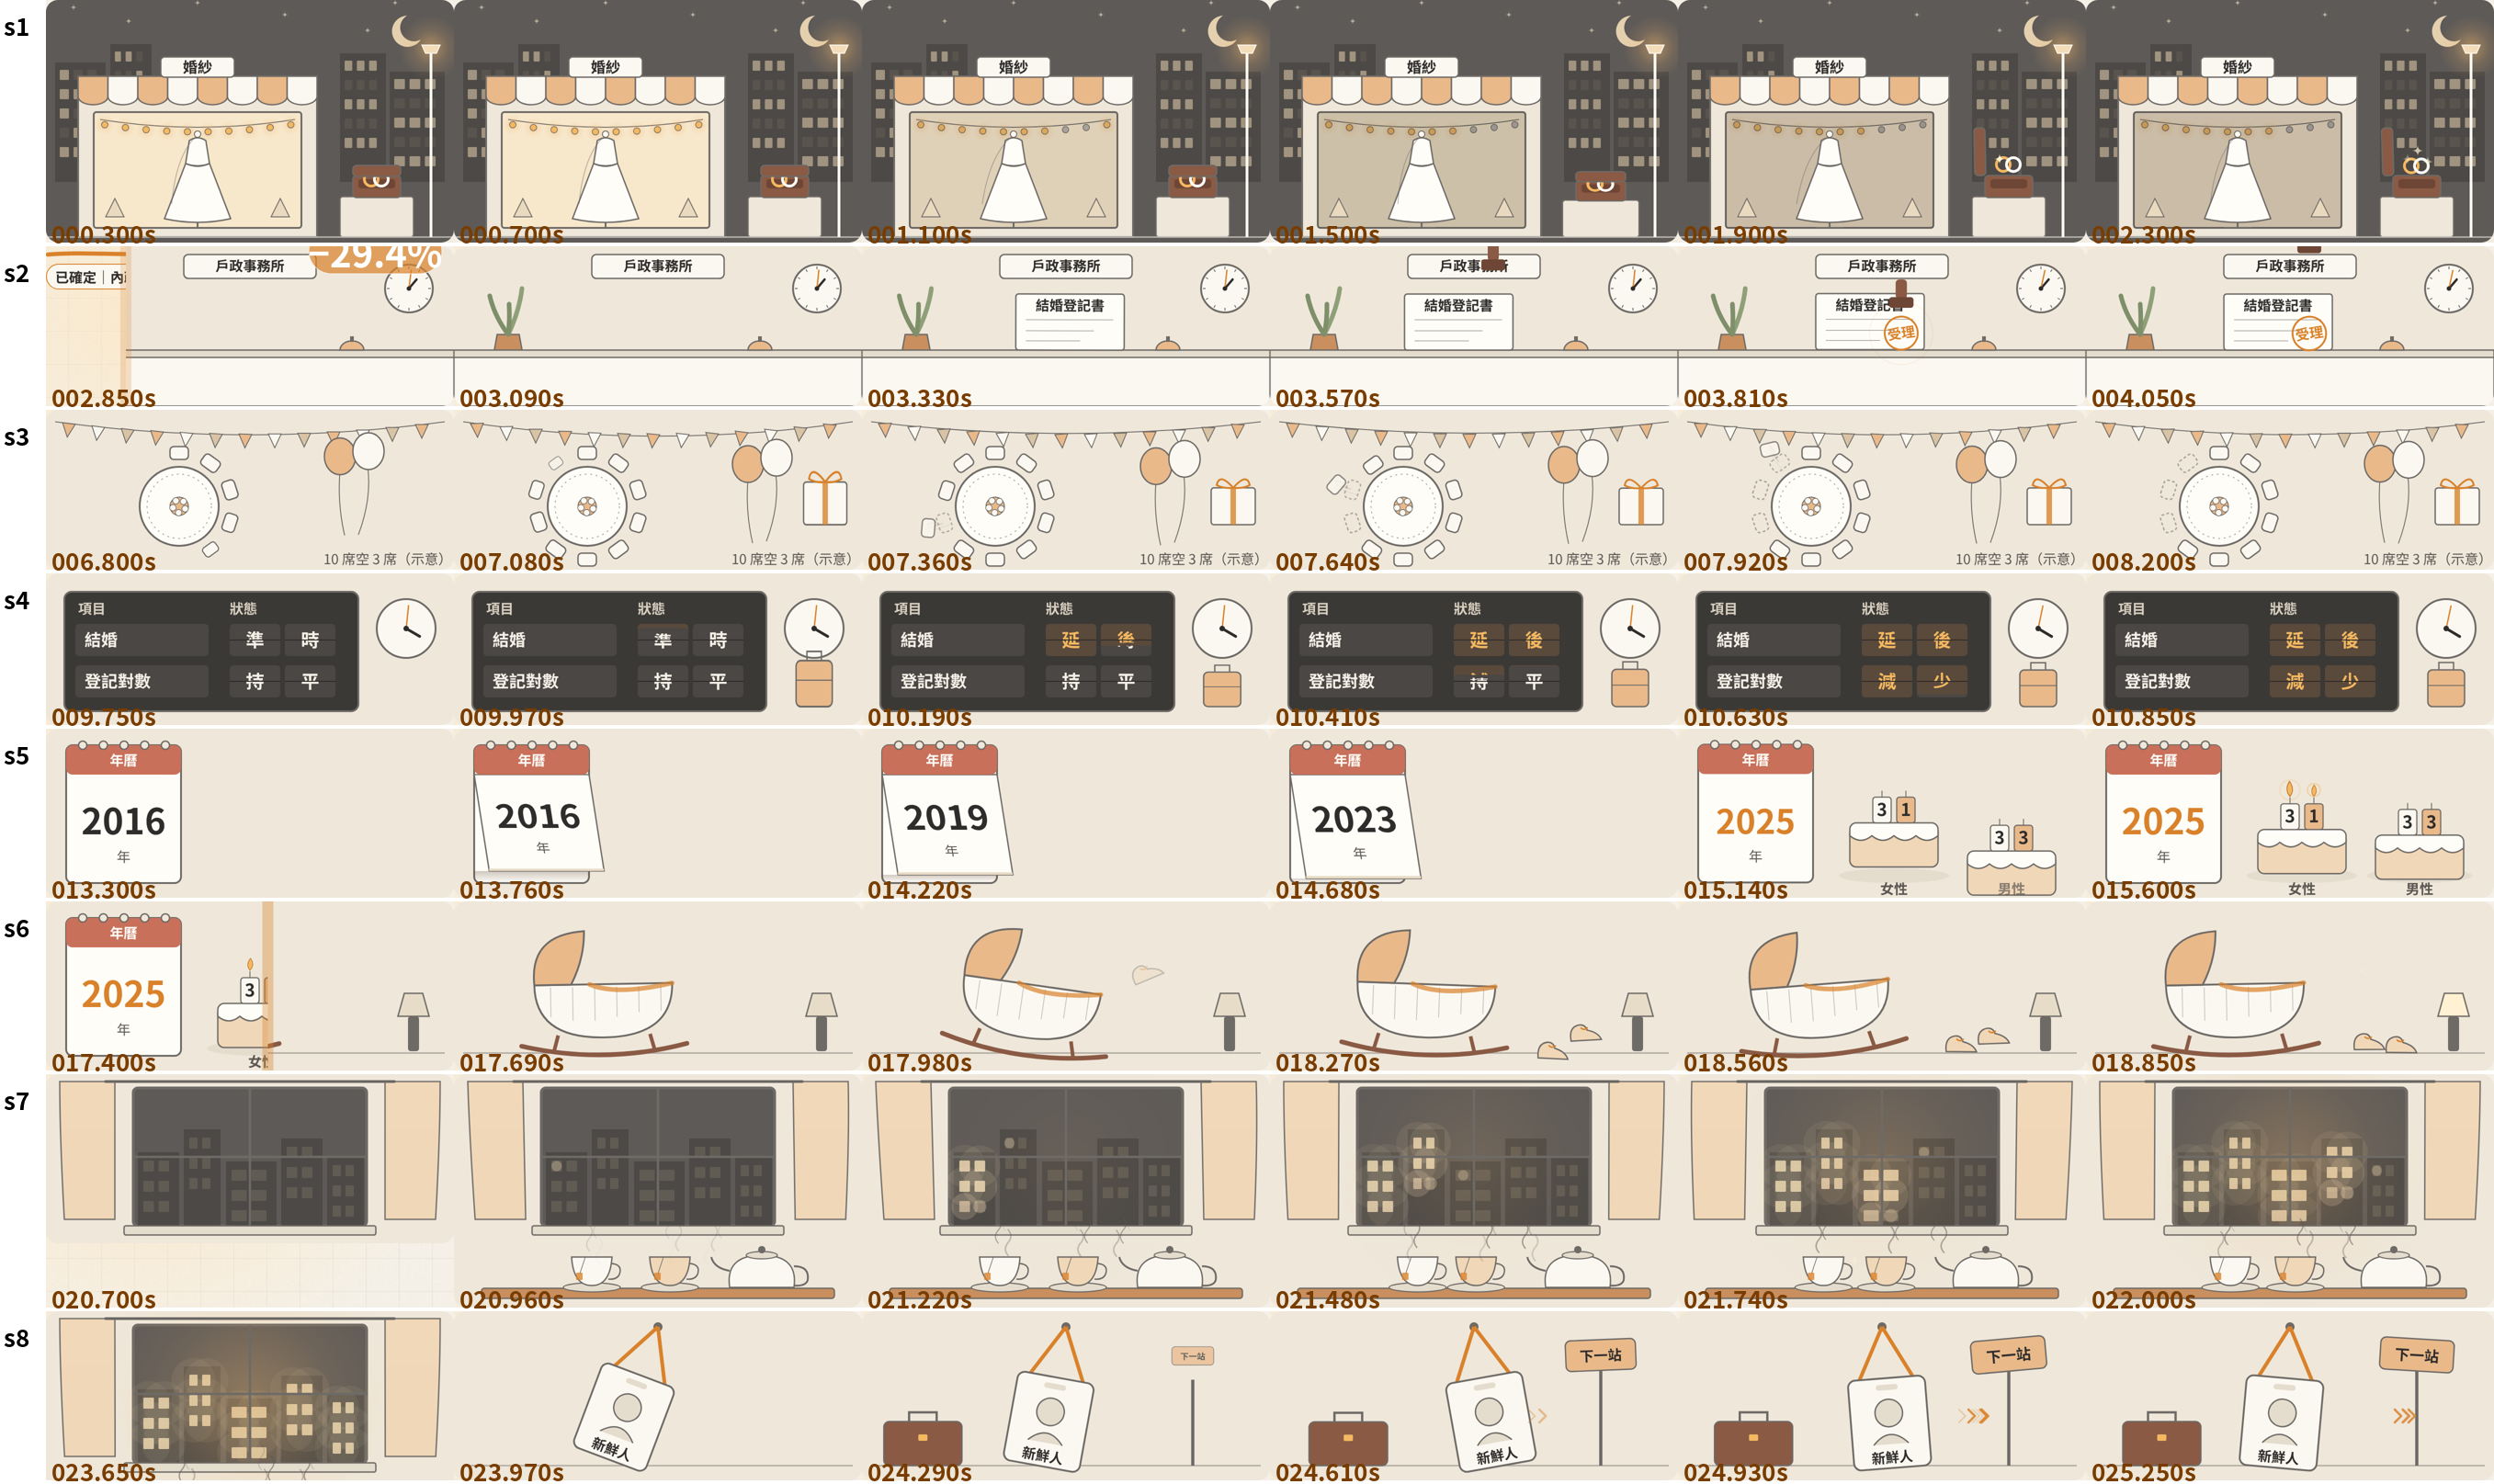 s1
婚紗 婚紗 婚紗 婚紗 婚紗 婚紗
000.300s 000.700s 001.100s 001.500s 001.900s 002.300s
s2
-29.4%
已確定｜內
戶政事務所 戶政事務所 戶政事務所 戶政事務所 戶政事務所 戶政事務所
結婚登記書 結婚登記書 結婚登記書 結婚登記書
受理 受理
002.850s 003.090s 003.330s 003.570s 003.810s 004.050s
s3
10 席空 3 席（示意） 10 席空 3 席（示意） 10 席空 3 席（示意） 10 席空 3 席（示意） 10 席空 3 席（示意） 10 席空 3 席（示意）
006.800s 007.080s 007.360s 007.640s 007.920s 008.200s
s4
項目 狀態 項目 狀態 項目 狀態 項目 狀態 項目 狀態 項目 狀態
結婚 準時 結婚 準時 結婚 延 結婚 延後 結婚 延後 結婚 延後
登記對數 持平 登記對數 持平 登記對數 持平 登記對數 持平 登記對數 減少 登記對數 減少
009.750s 009.970s 010.190s 010.410s 010.630s 010.850s
s5
年曆 年曆 年曆 年曆 年曆 年曆
2016 2016 2019 2023 2025 2025
年 年 年 年 年 年
3 1 3 3 3 1 3 3
女性 男性 女性 男性
013.300s 013.760s 014.220s 014.680s 015.140s 015.600s
s6
年曆
2025
年
3
女
017.400s 017.690s 017.980s 018.270s 018.560s 018.850s
s7
020.700s 020.960s 021.220s 021.480s 021.740s 022.000s
s8
下一站 下一站 下一站 下一站
新鮮人 新鮮人 新鮮人 新鮮人 新鮮人
023.650s 023.970s 024.290s 024.610s 024.930s 025.250s